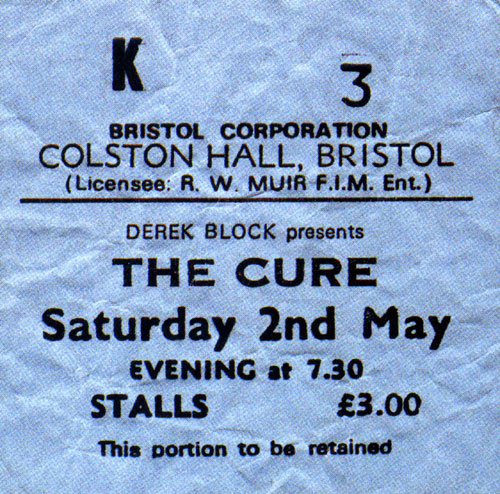 K 3
BRISTOL CORPORATION
COLSTON HALL, BRISTOL
(Licensee: R. W. MUIR F.I.M. Ent.)
DEREK BLOCK presents
THE CURE
Saturday 2nd May
EVENING at 7.30
STALLS £3.00
This portion to be retained